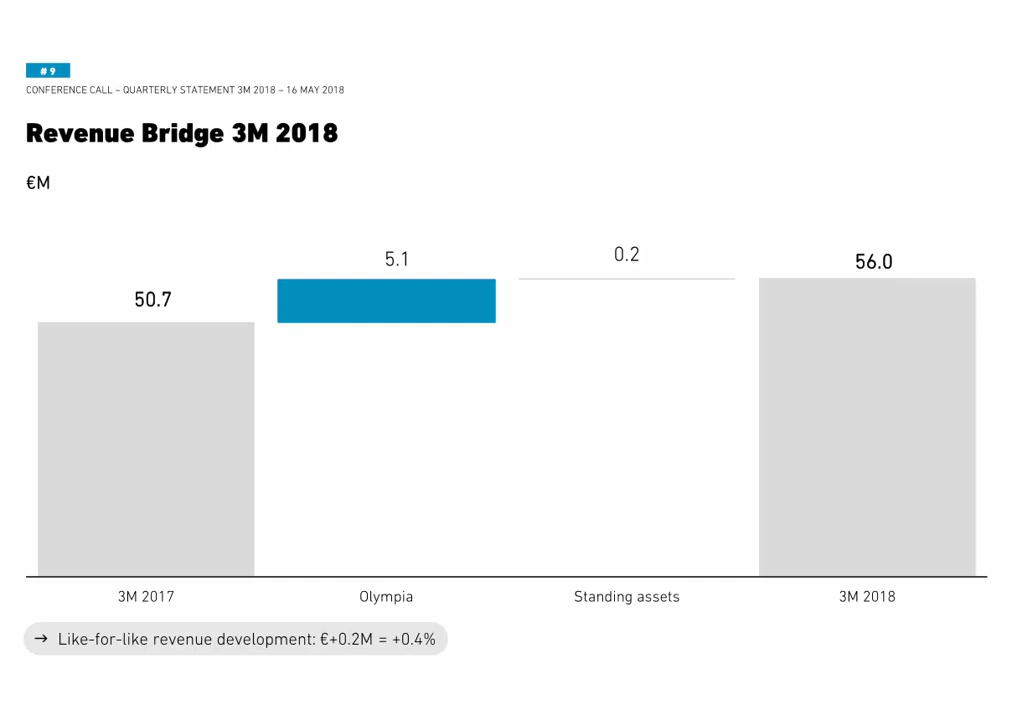 # 9
CONFERENCE CALL – QUARTERLY STATEMENT 3M 2018 – 16 MAY 2018
Revenue Bridge 3M 2018
€M
50.7
5.1
0.2
56.0
3M 2017
Olympia
Standing assets
3M 2018
→ Like-for-like revenue development: €+0.2M = +0.4%